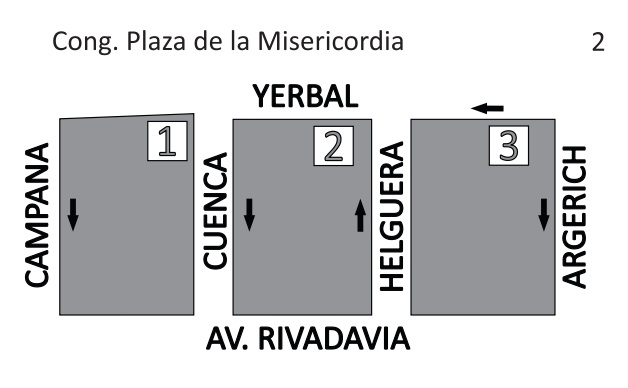 Cong. Plaza de la Misericordia 2
YERBAL
1
2
3
CAMPANA
CUENCA
HELGUERA
ARGERICH
AV. RIVADAVIA